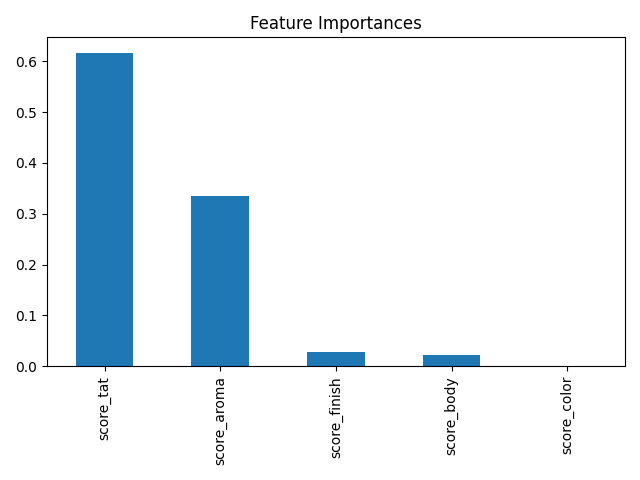 Feature Importances
0.6
0.5
0.4
0.3
0.2
0.1
0.0
score_tat
score_aroma
score_finish
score_body
score_color